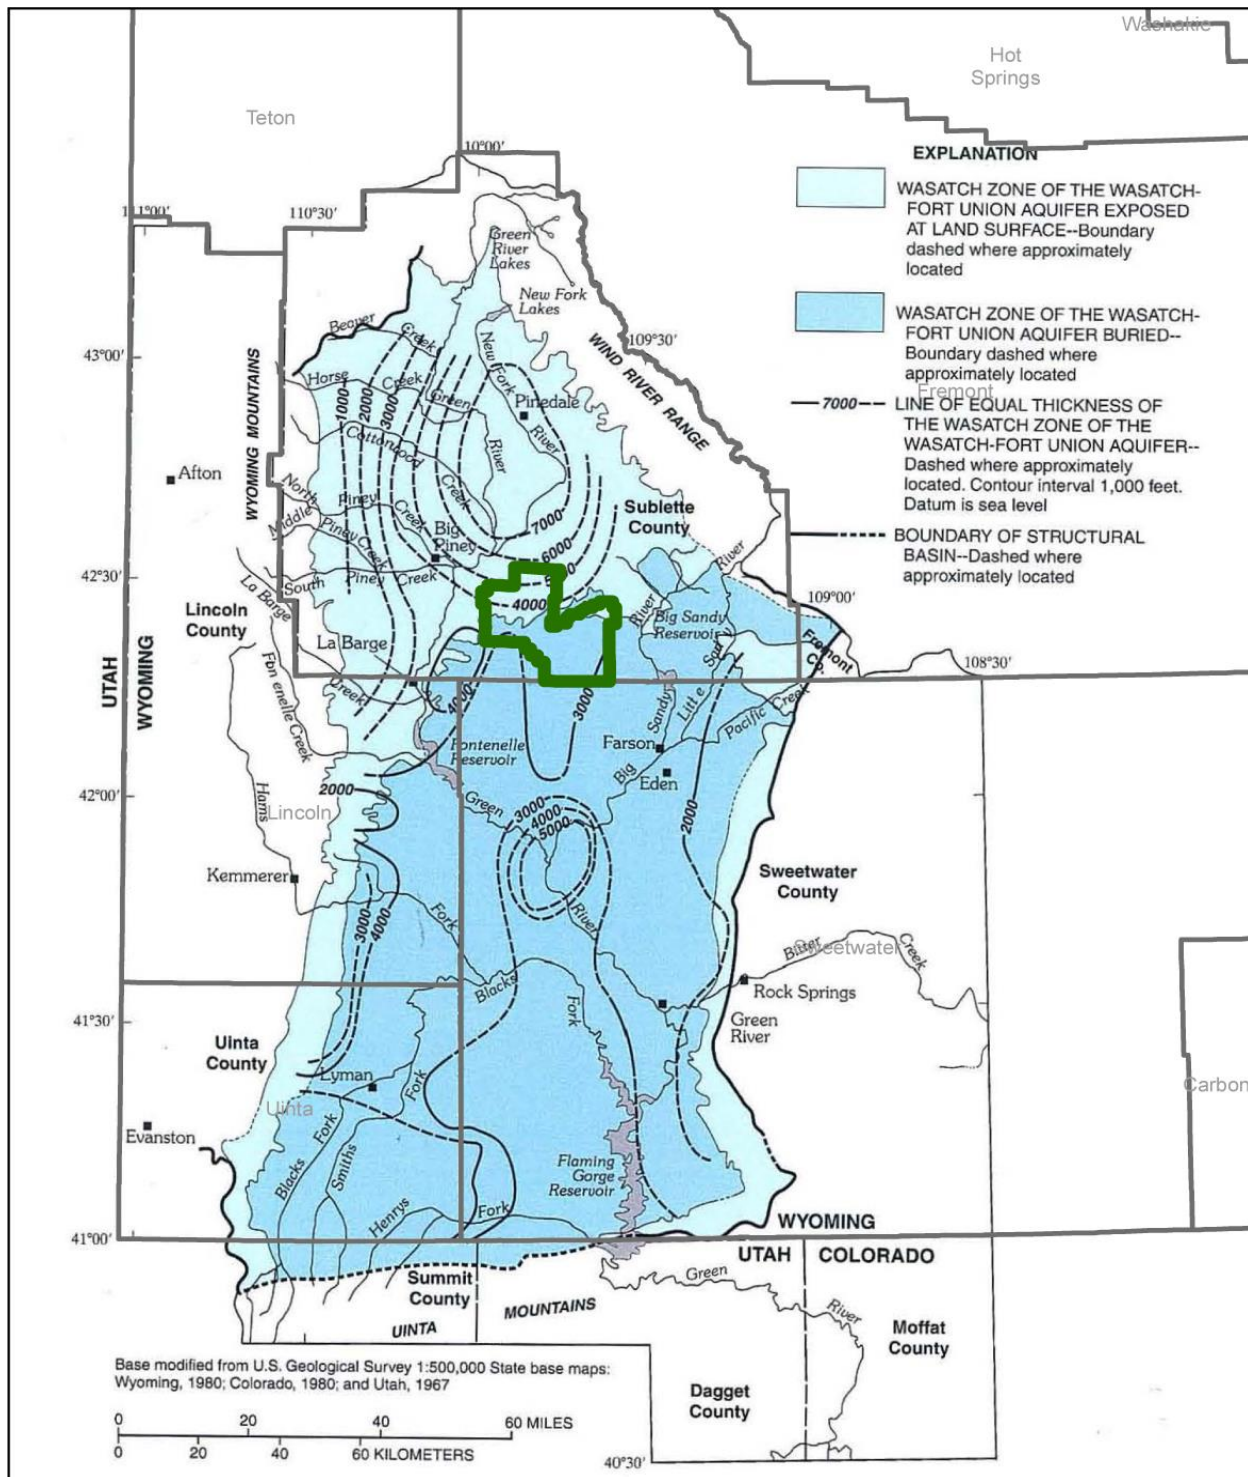 Washakie
Hot
Springs
Teton
10°00'
111°00'
110°30'
EXPLANATION
WASATCH ZONE OF THE WASATCH-
FORT UNION AQUIFER EXPOSED
AT LAND SURFACE--Boundary
dashed where approximately
located
WASATCH ZONE OF THE WASATCH-
FORT UNION AQUIFER BURIED--
Boundary dashed where
approximately located
Fremont
7000
LINE OF EQUAL THICKNESS OF
THE WASATCH ZONE OF THE
WASATCH-FORT UNION AQUIFER--
Dashed where approximately
located. Contour interval 1,000 feet.
Datum is sea level
BOUNDARY OF STRUCTURAL
BASIN--Dashed where
approximately located
Green
River
Lakes
New Fork
Lakes
Beaver
Creek
New Fork
River
109°30'
43°00'
WIND RIVER RANGE
WYOMING MOUNTAINS
Horse
Creek
Green
River
Pinedale
1000
2000
3000
Cottonwood
Creek
Afton
North
Piney
Creek
Middle
Piney Creek
Big
Piney
7000
6000
Sublette
County
South
Piney
Creek
42°30'
La Barge
Creek
4000
River
River
Big Sandy
Reservoir
109°00'
Lincoln
County
La Barge
Fremont
Co.
108°30'
UTAH
WYOMING
4000
3000
Sandy
Pacific Creek
Fontenelle
Reservoir
Farson
Big
Eden
42°00'
2000
Hams
Lincoln
Green
River
3000
4000
5000
2000
Kemmerer
Fork
3000
4000
Sweetwater
County
Bitter
Creek
Sweetwater
Blacks
Fork
Rock Springs
Green
River
41°30'
Uinta
County
Lyman
Uinta
Carbon
Evanston
Blacks
Fork
Smiths
Fork
Henrys
Fork
Flaming
Gorge
Reservoir
41°00'
WYOMING
UTAH
COLORADO
Summit
County
UINTA
MOUNTAINS
Green
River
Moffat
County
Dagget
County
Base modified from U.S. Geological Survey 1:500,000 State base maps:
Wyoming, 1980; Colorado, 1980; and Utah, 1967
0 20 40 60 MILES
0 20 40 60 KILOMETERS
40°30'